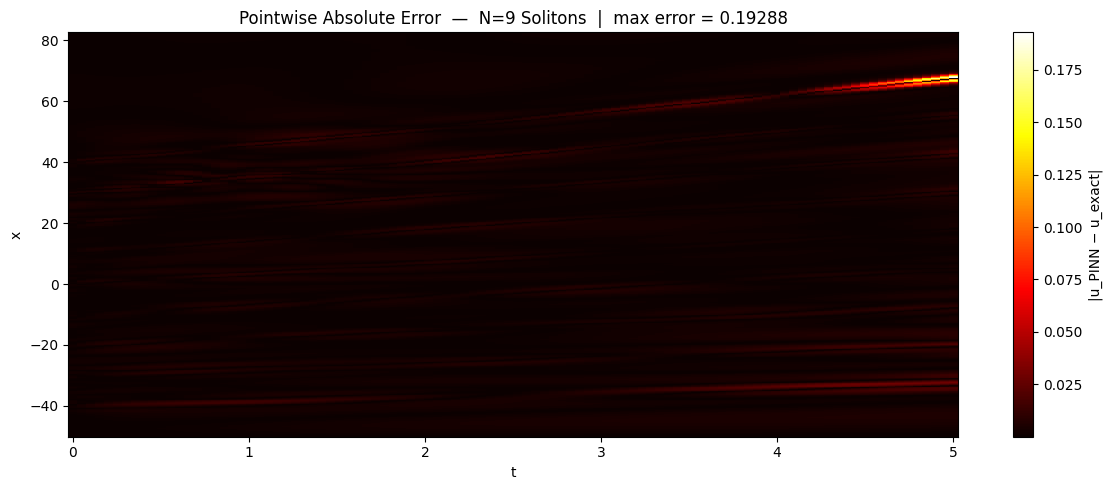 Pointwise Absolute Error — N=9 Solitons | max error = 0.19288
80
60
40
20
0
−20
−40
x
0 1 2 3 4 5
t
0.175
0.150
0.125
0.100
0.075
0.050
0.025
|u_PINN − u_exact|